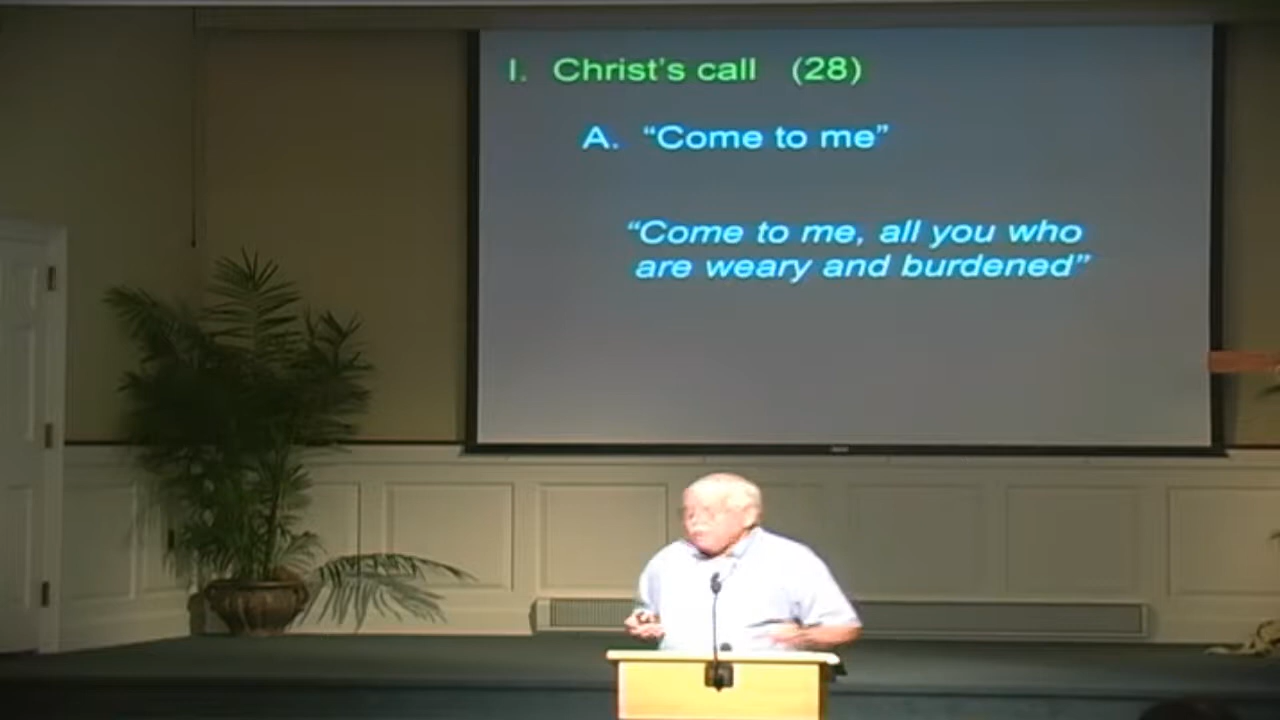 I. Christ's call (28)
A. “Come to me”
“Come to me, all you who
are weary and burdened”